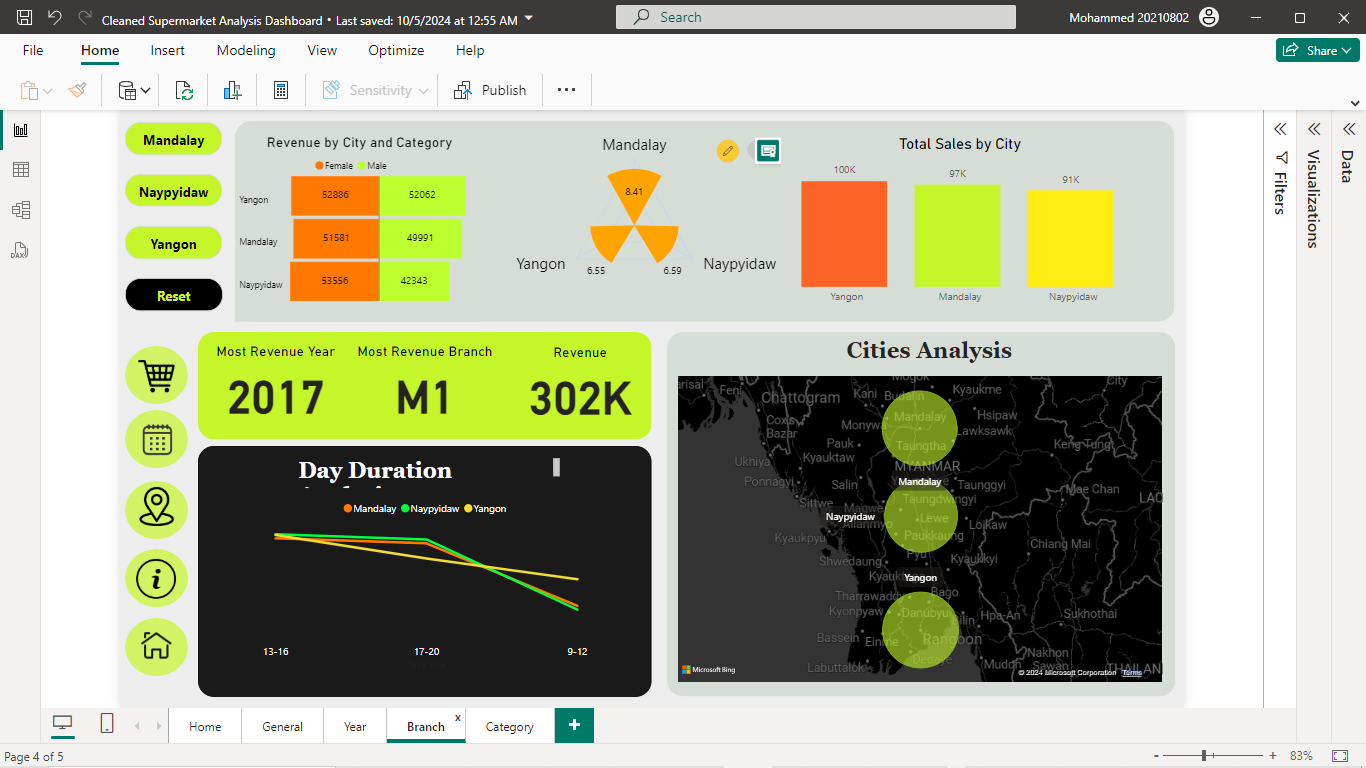 Cleaned Supermarket Analysis Dashboard • Last saved: 10/5/2024 at 12:55 AM
Search
Mohammed 20210802
File
Home
Insert
Modeling
View
Optimize
Help
Share
Sensitivity
Publish
Mandalay
Naypyidaw
Yangon
Reset
Revenue by City and Category
Female Male
Yangon 52886 52062
Mandalay 51581 49991
Naypyidaw 53556 42343
Mandalay
8.41
Yangon
Naypyidaw
6.55
6.59
Total Sales by City
100K
97K
91K
Yangon
Mandalay
Naypyidaw
Filters
Visualizations
Data
Most Revenue Year
2017
Most Revenue Branch
M1
Revenue
302K
Day Duration
Mandalay Naypyidaw Yangon
13-16
17-20
9-12
Cities Analysis
Feni
Chattogram
Kani
Budalin
Kyaukme
City
Mandalay
Hsipaw
Cox's
Bazar
Monywa
Lawksawk
Pauk
Taungtha
Keng Tung
Kyauktaw
Ukhiya
MYANMAR
Ponnagyi
Salin
Mandalay
Taunggyi
Mae Chan
Sittwe
Magwe
Taungdwingyi
LAO
Naypyidaw
Allanmyo
Lewe
Loikaw
Kyaukpyu
Paukkaung
Chiang Mai
Shwedaung
Pyu
Kyaukkyi
Yangon
Tharrawaddy
Bago
Kyonpyaw
Danubyu
Bilin
Hpa-An
Sukhothai
Bassein
Einme
Rangoon
Labuttalok
Dedaye
Mudon
Nakhon
Sawan
THAILAN
Microsoft Bing
© 2024 Microsoft Corporation Terms
Home
General
Year
Branch
x
Category
+
Page 4 of 5
- + 83%